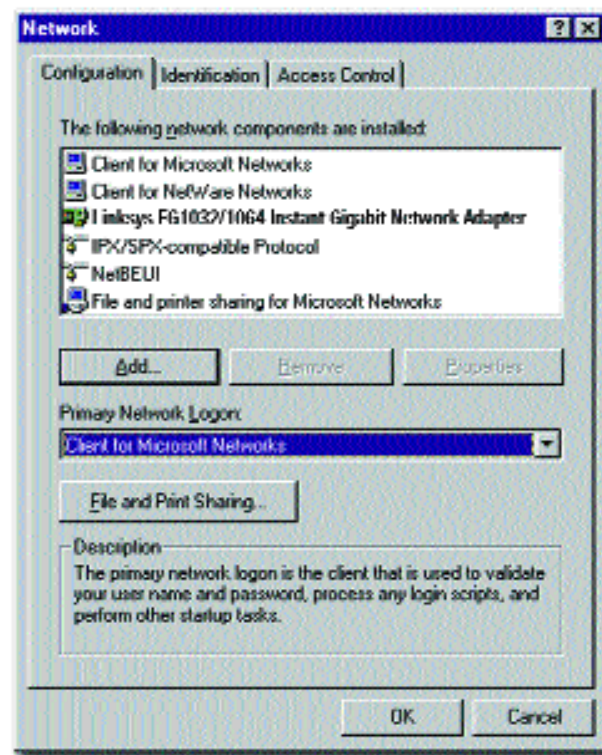 Network
Configuration Identification Access Control
The following network components are installed:
Client for Microsoft Networks
Client for NetWare Networks
Linksys EG1032/1064 Instant Gigabit Network Adapter
IPX/SPX-compatible Protocol
NetBEUI
File and printer sharing for Microsoft Networks
Add... Remove Properties
Primary Network Logon:
Client for Microsoft Networks
File and Print Sharing...
Description
The primary network logon is the client that is used to validate
your user name and password, process any login scripts, and
perform other startup tasks.
OK Cancel